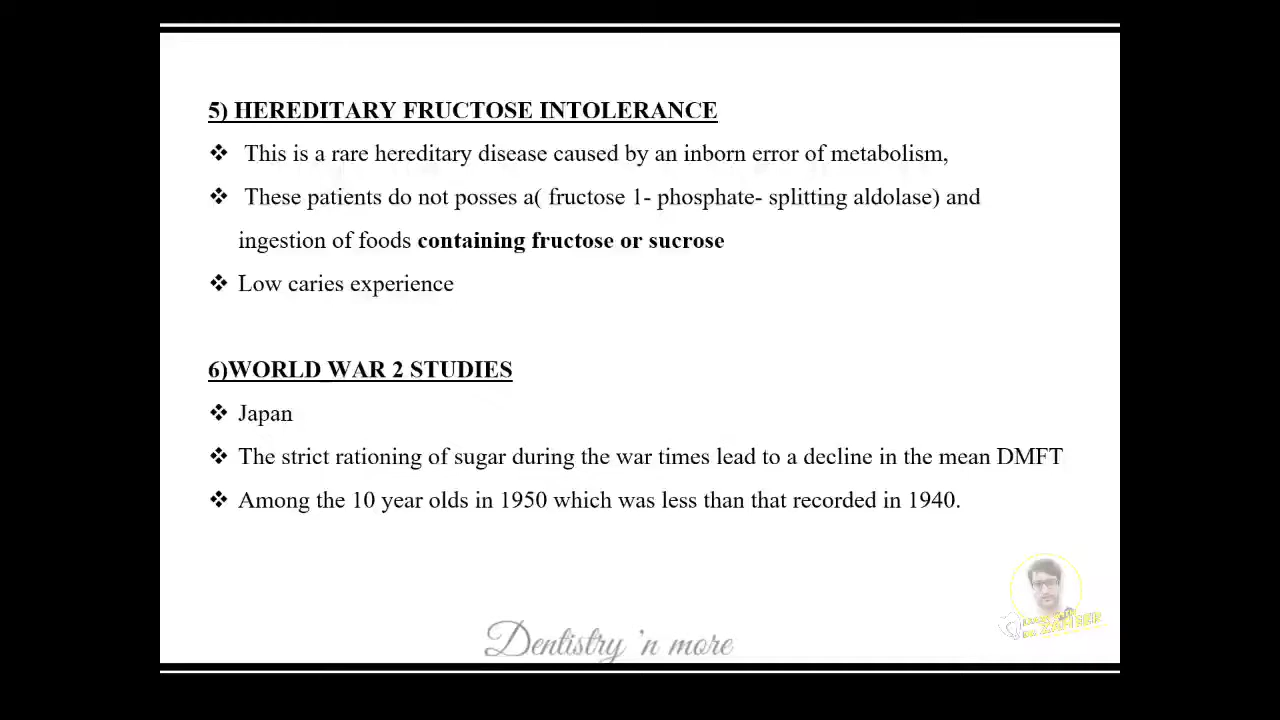 5) HEREDITARY FRUCTOSE INTOLERANCE
❖ This is a rare hereditary disease caused by an inborn error of metabolism,
❖ These patients do not posses a( fructose 1- phosphate- splitting aldolase) and
ingestion of foods containing fructose or sucrose
❖ Low caries experience
6)WORLD WAR 2 STUDIES
❖ Japan
❖ The strict rationing of sugar during the war times lead to a decline in the mean DMFT
❖ Among the 10 year olds in 1950 which was less than that recorded in 1940.
Dentistry 'n more